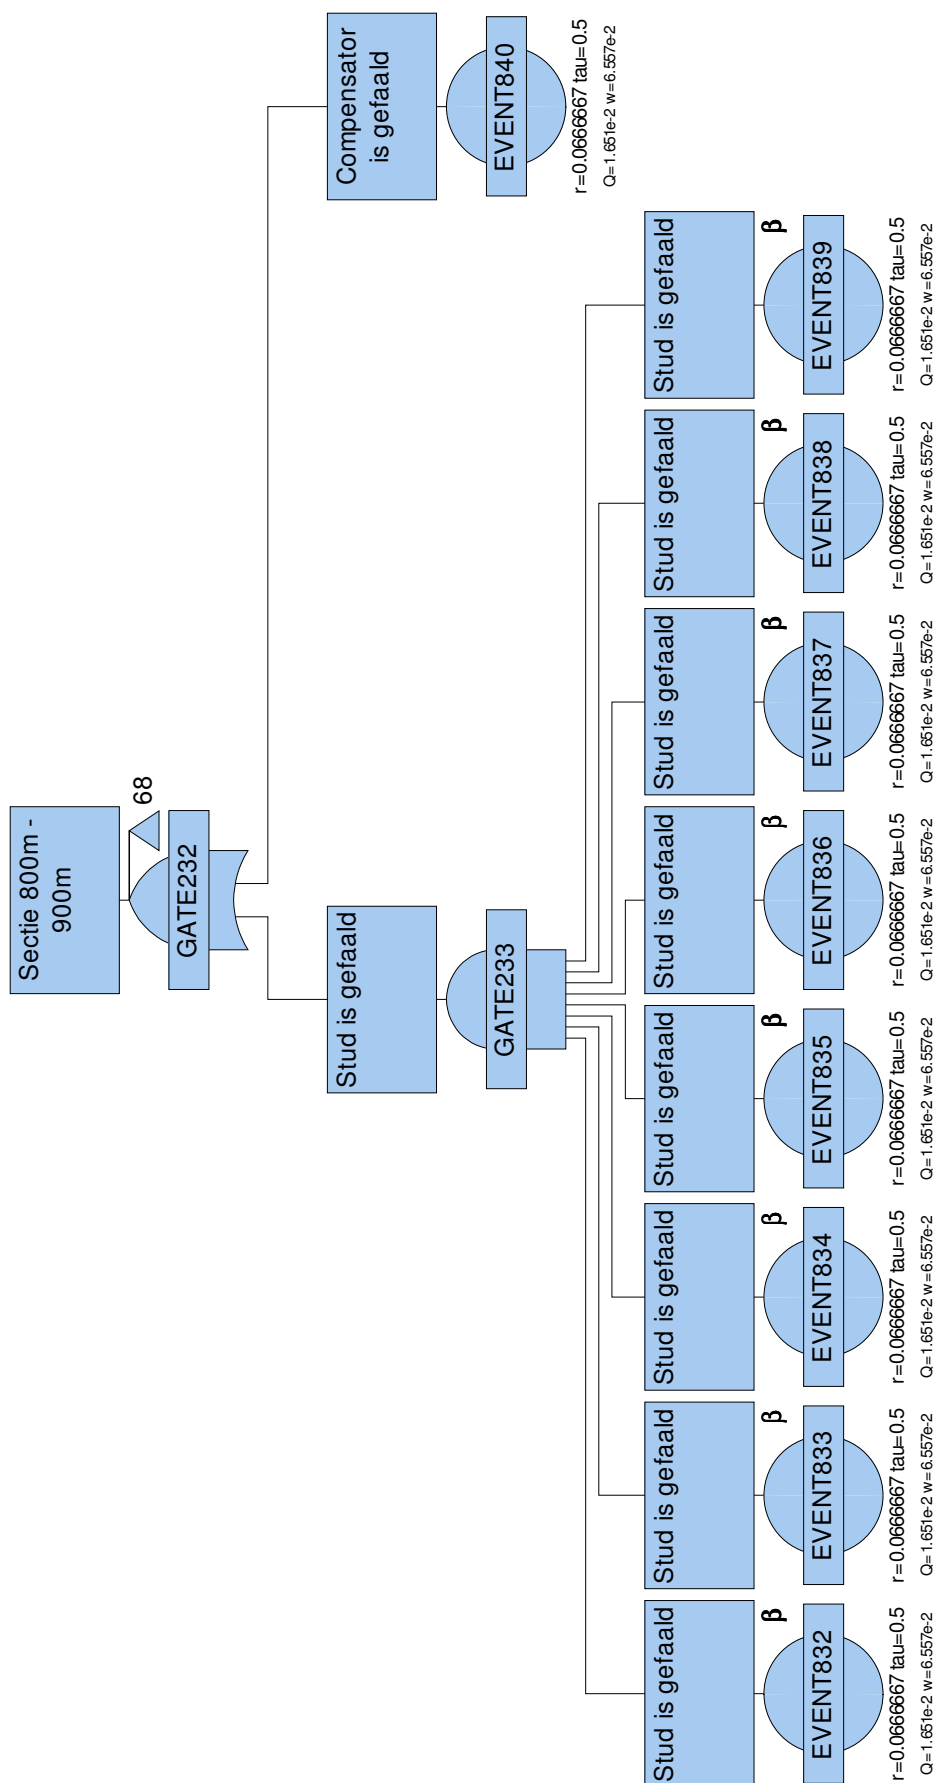 Sectie 800m -
900m
68
GATE232
Stud is gefaald
GATE233
Compensator
is gefaald
EVENT840
r=0.0666667 tau=0.5
Q=1.651e-2 w=6.557e-2
Stud is gefaald
β
EVENT832
r=0.0666667 tau=0.5
Q=1.651e-2 w=6.557e-2
Stud is gefaald
β
EVENT833
r=0.0666667 tau=0.5
Q=1.651e-2 w=6.557e-2
Stud is gefaald
β
EVENT834
r=0.0666667 tau=0.5
Q=1.651e-2 w=6.557e-2
Stud is gefaald
β
EVENT835
r=0.0666667 tau=0.5
Q=1.651e-2 w=6.557e-2
Stud is gefaald
β
EVENT836
r=0.0666667 tau=0.5
Q=1.651e-2 w=6.557e-2
Stud is gefaald
β
EVENT837
r=0.0666667 tau=0.5
Q=1.651e-2 w=6.557e-2
Stud is gefaald
β
EVENT838
r=0.0666667 tau=0.5
Q=1.651e-2 w=6.557e-2
Stud is gefaald
β
EVENT839
r=0.0666667 tau=0.5
Q=1.651e-2 w=6.557e-2